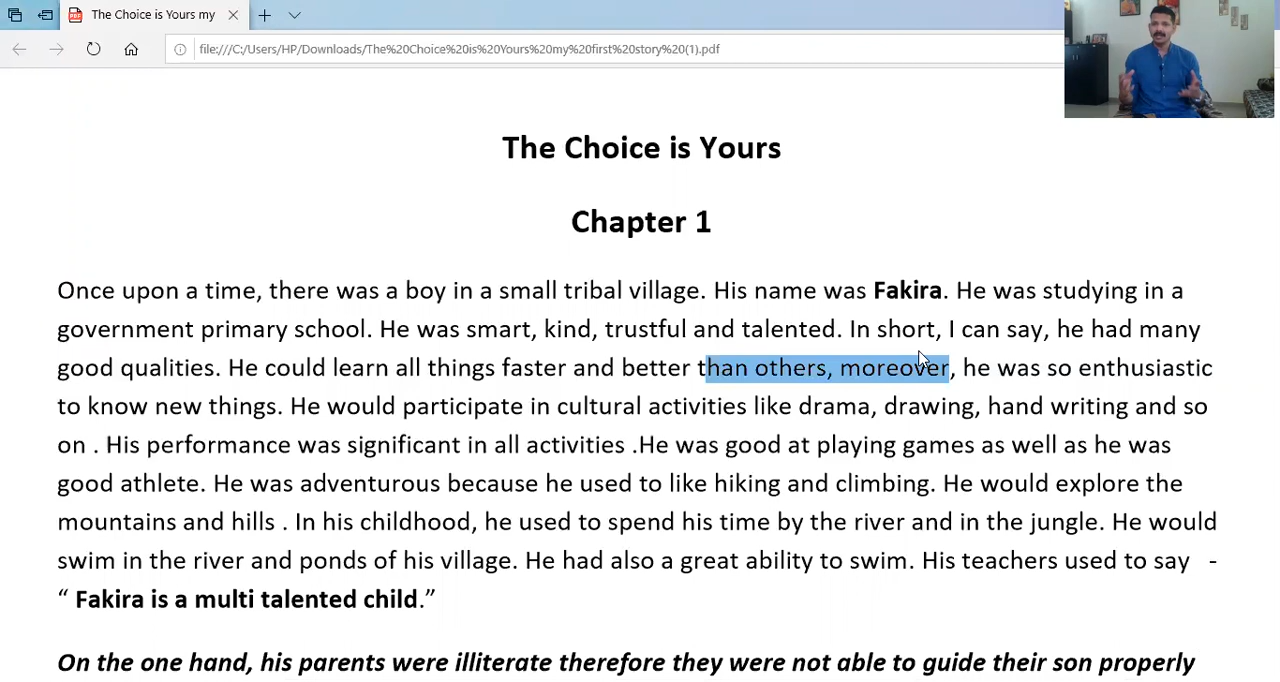 The Choice is Yours my
file:///C:/Users/HP/Downloads/The%20Choice%20is%20Yours%20my%20first%20story%20(1).pdf
The Choice is Yours
Chapter 1
Once upon a time, there was a boy in a small tribal village. His name was Fakira. He was studying in a
government primary school. He was smart, kind, trustful and talented. In short, I can say, he had many
good qualities. He could learn all things faster and better than others, moreover, he was so enthusiastic
to know new things. He would participate in cultural activities like drama, drawing, hand writing and so
on . His performance was significant in all activities .He was good at playing games as well as he was
good athlete. He was adventurous because he used to like hiking and climbing. He would explore the
mountains and hills . In his childhood, he used to spend his time by the river and in the jungle. He would
swim in the river and ponds of his village. He had also a great ability to swim. His teachers used to say -
“ Fakira is a multi talented child.”
On the one hand, his parents were illiterate therefore they were not able to guide their son properly